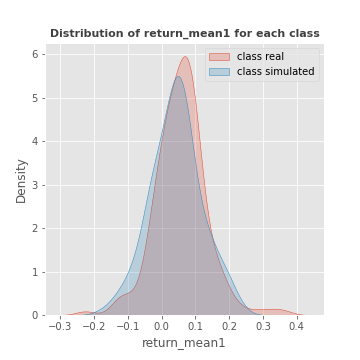 Distribution of return_mean1 for each class
class real
class simulated
6
5
4
3
2
1
0
Density
−0.3 −0.2 −0.1 0.0 0.1 0.2 0.3 0.4
return_mean1